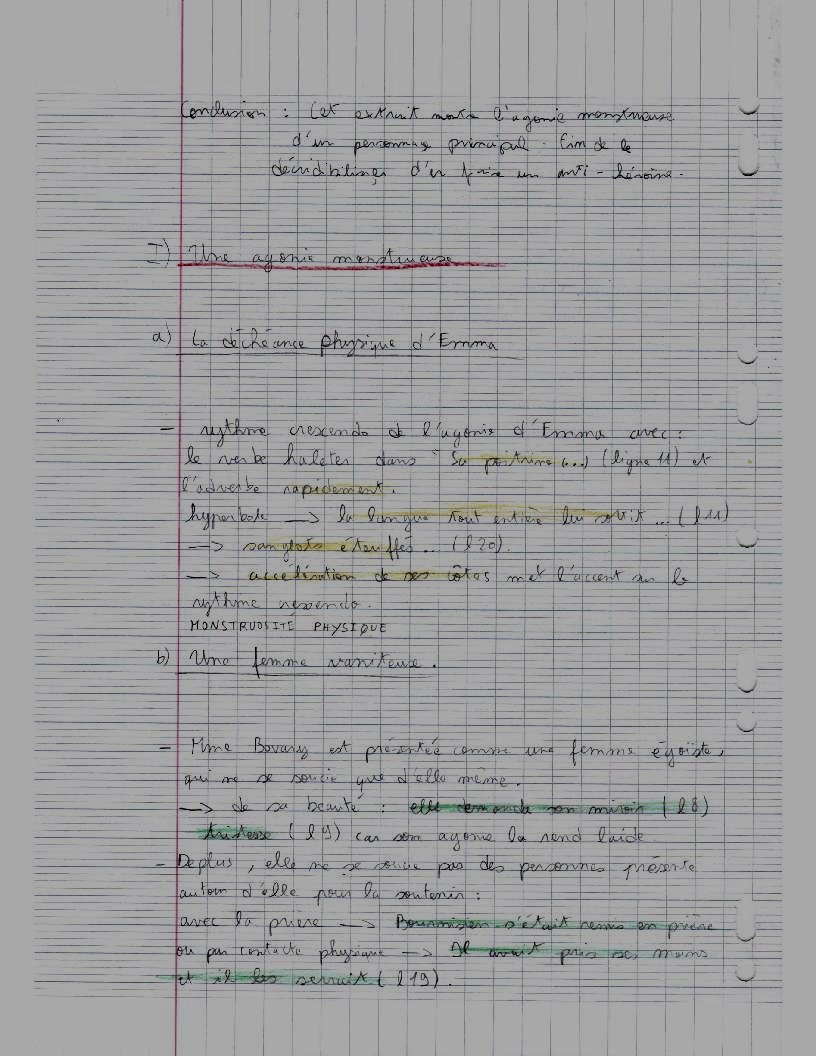 Conclusion : Cet extrait montre l'agonie monstrueuse
d'un personnage principal. Fin de le
d'un anti-héroïne.
I) Une agonie monstrueuse
a) La déchéance physique d'Emma
- rythme crescendo de l'agonie d'Emma avec :
le verbe haleter dans "Sa poitrine (...) (ligne 11) et
l'adverbe rapidement.
hyperbole —> la langue tout entière lui sortit... (l 11)
—> sanglots étouffés... (l 20).
—> accélération de ses côtes met l'accent sur le
rythme crescendo.
MONSTRUOSITÉ PHYSIQUE
b) Une femme vaniteuse.
- Mme Bovary est présentée comme une femme égoïste,
qui ne se soucie que d'elle même.
—> de sa beauté : elle demanda son miroir (l 8)
tristesse (l 9) car son agonie la rend laide
- De plus, elle ne se soucie pas des personnes présente
autour d'elle pour la soutenir :
avec la prière —> Bournisien s'était remis en prière
ou par contacte physique —> Il avait pris ses mains
et il les serrait (l 19).